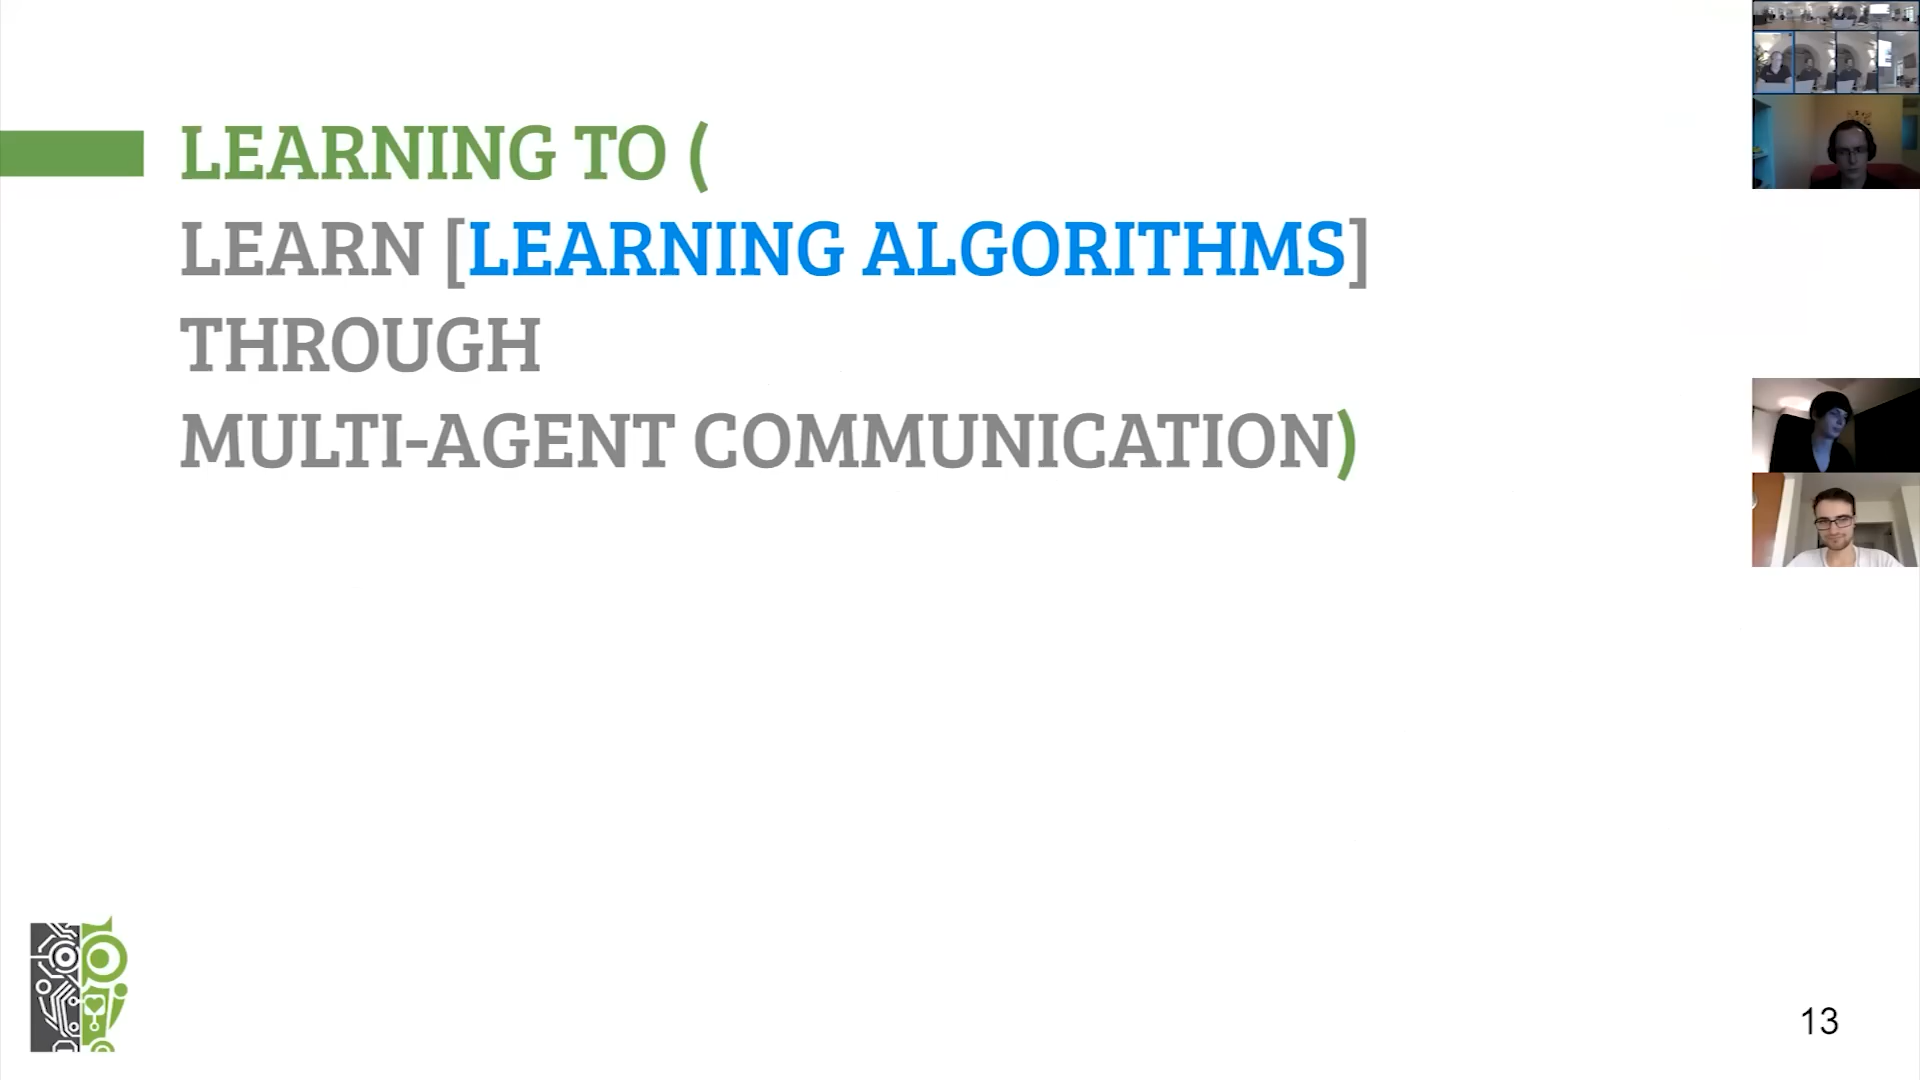 LEARNING TO (
LEARN [LEARNING ALGORITHMS]
THROUGH
MULTI-AGENT COMMUNICATION)
13